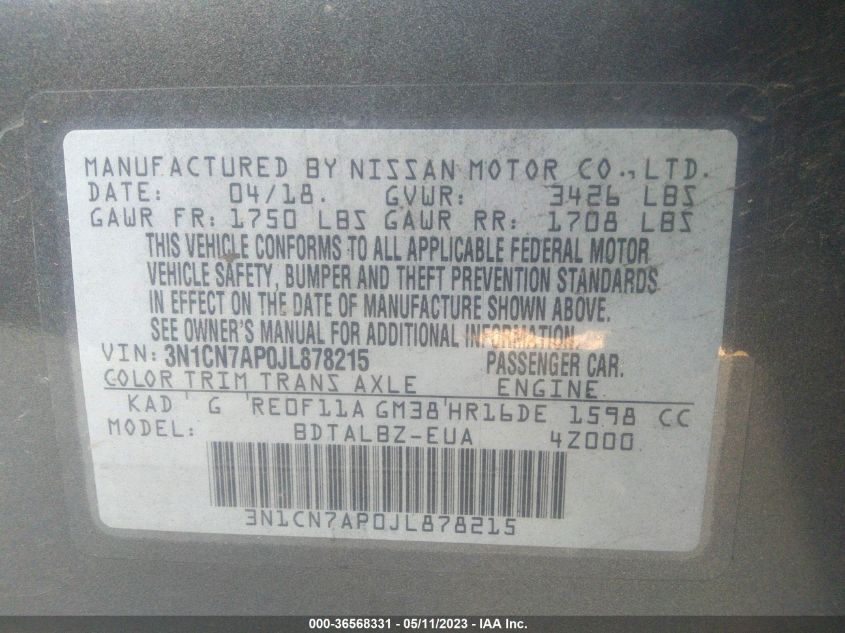 MANUFACTURED BY NISSAN MOTOR CO., LTD.
DATE: 04/18. GVWR: 3426 LBS
GAWR FR: 1750 LBS GAWR RR: 1708 LBS
THIS VEHICLE CONFORMS TO ALL APPLICABLE FEDERAL MOTOR
VEHICLE SAFETY, BUMPER AND THEFT PREVENTION STANDARDS
IN EFFECT ON THE DATE OF MANUFACTURE SHOWN ABOVE.
SEE OWNER'S MANUAL FOR ADDITIONAL INFORMATION.
VIN: 3N1CN7AP0JL878215 PASSENGER CAR.
COLOR TRIM TRANS AXLE ENGINE
KAD G RE0F11A GM38 HR16DE 1598 CC
MODEL: BDTALBZ-EUA 4Z000
3N1CN7AP0JL878215
000-36568331 - 05/11/2023 - IAA Inc.